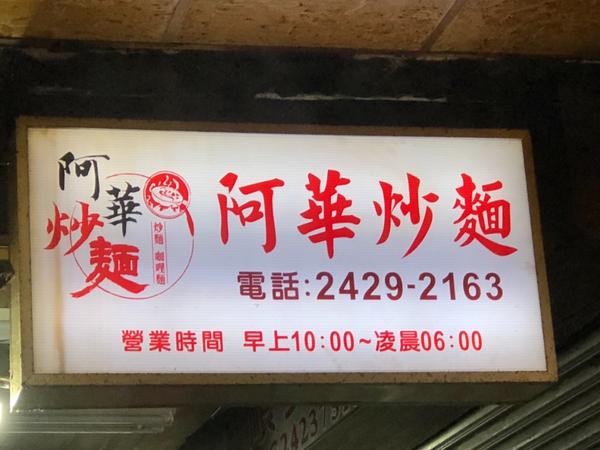 阿華炒麵
炒麵 咖哩麵
阿華炒麵
電話:2429-2163
營業時間 早上10:00~凌晨06:00